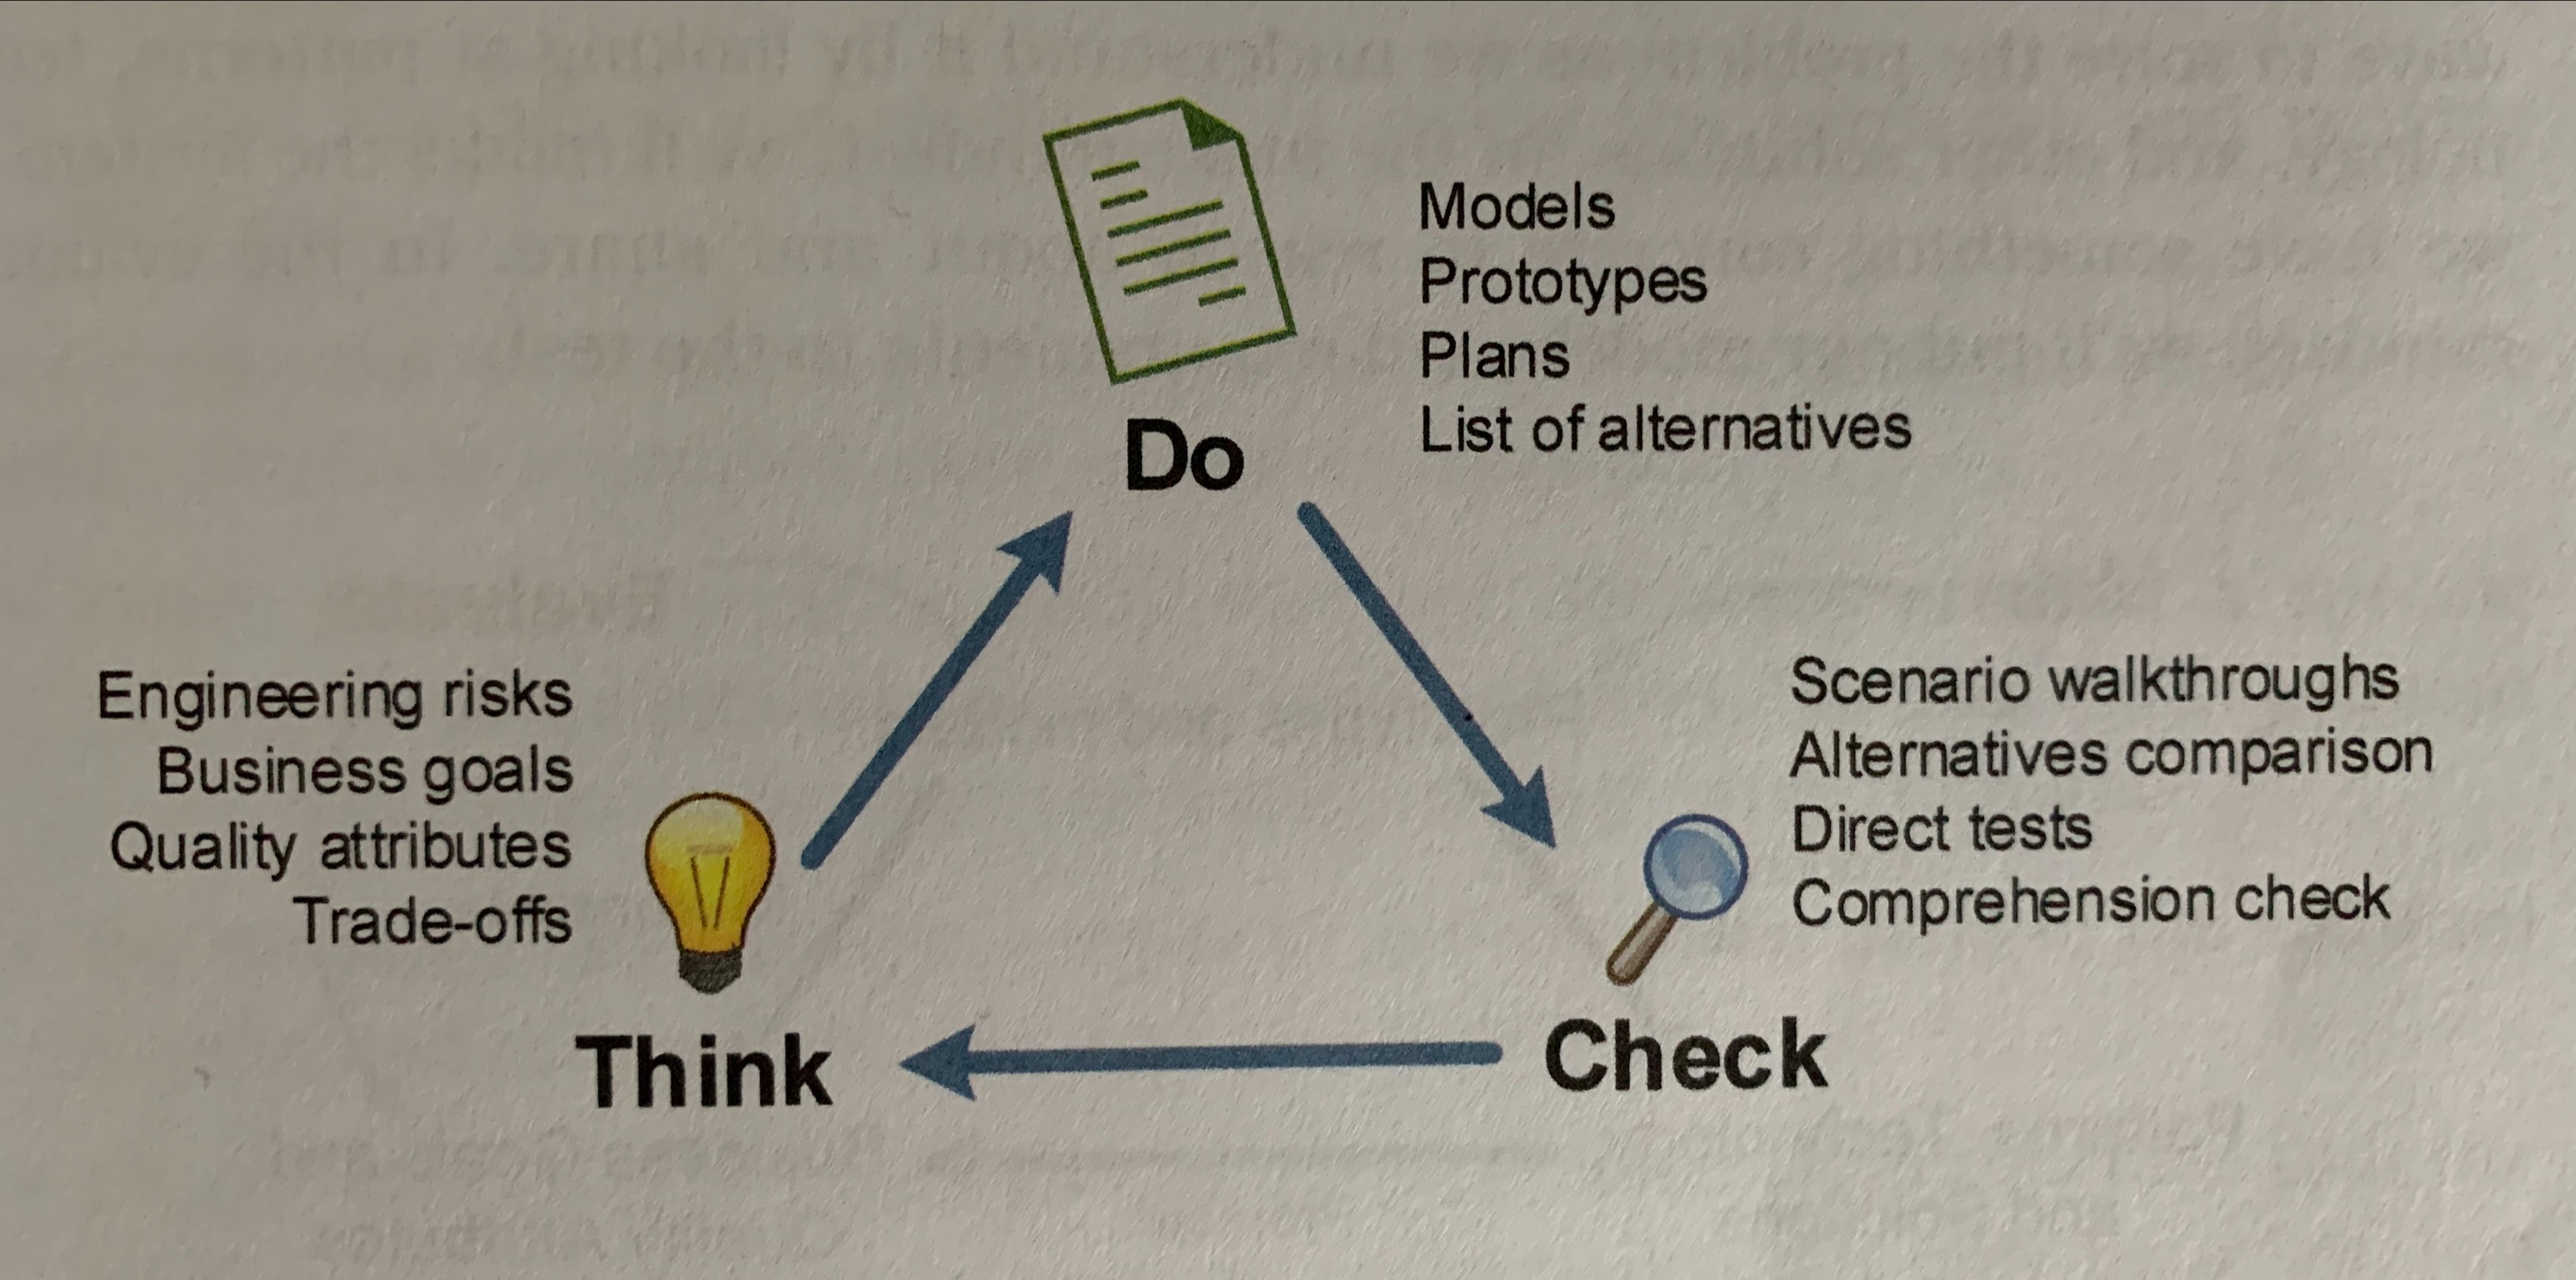 Models
Prototypes
Plans
List of alternatives
Do
Engineering risks
Business goals
Quality attributes
Trade-offs
Think
Scenario walkthroughs
Alternatives comparison
Direct tests
Comprehension check
Check